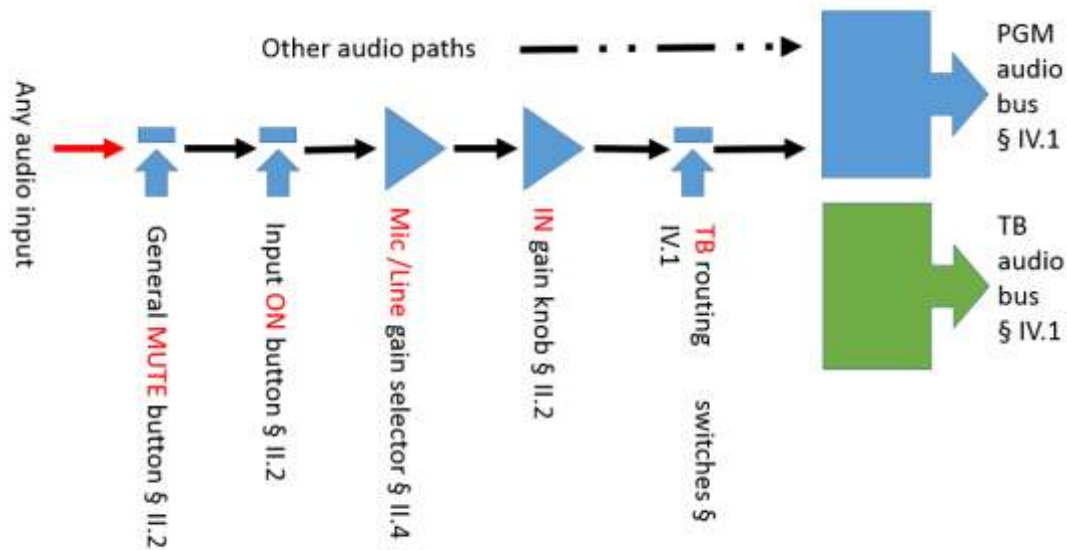 Other audio paths
PGM
audio
bus
§ IV.1
Any audio input
General MUTE button § II.2
Input ON button § II.2
Mic /Line gain selector § II.4
IN gain knob § II.2
TB routing switches §
IV.1
TB
audio
bus
§ IV.1